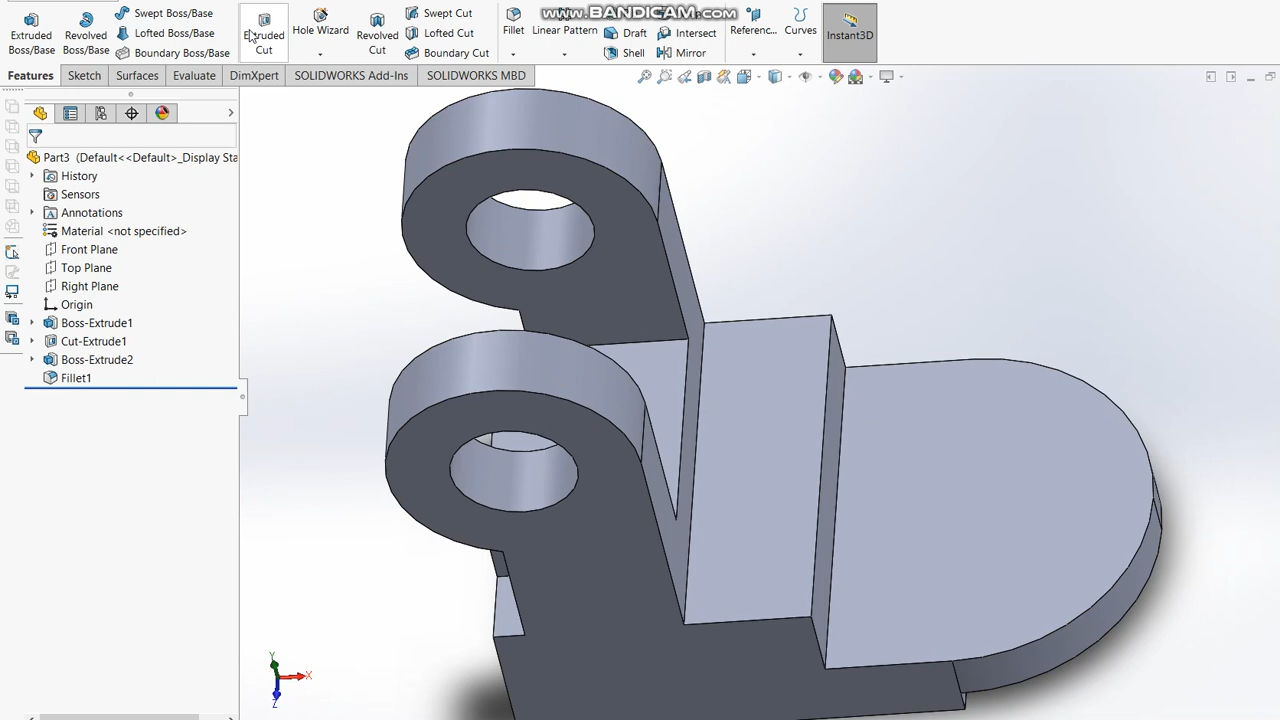 Extruded Boss/Base
Revolved Boss/Base
Swept Boss/Base
Lofted Boss/Base
Boundary Boss/Base
Extruded Cut
Hole Wizard
Revolved Cut
Swept Cut
Lofted Cut
Boundary Cut
Fillet
Linear Pattern
Draft
Shell
Intersect
Mirror
Referenc...
Curves
Instant3D
www.BANDICAM.com
Features
Sketch
Surfaces
Evaluate
DimXpert
SOLIDWORKS Add-Ins
SOLIDWORKS MBD
Part3 (Default<<Default>_Display Sta
History
Sensors
Annotations
Material <not specified>
Front Plane
Top Plane
Right Plane
Origin
Boss-Extrude1
Cut-Extrude1
Boss-Extrude2
Fillet1
Y
X
Z